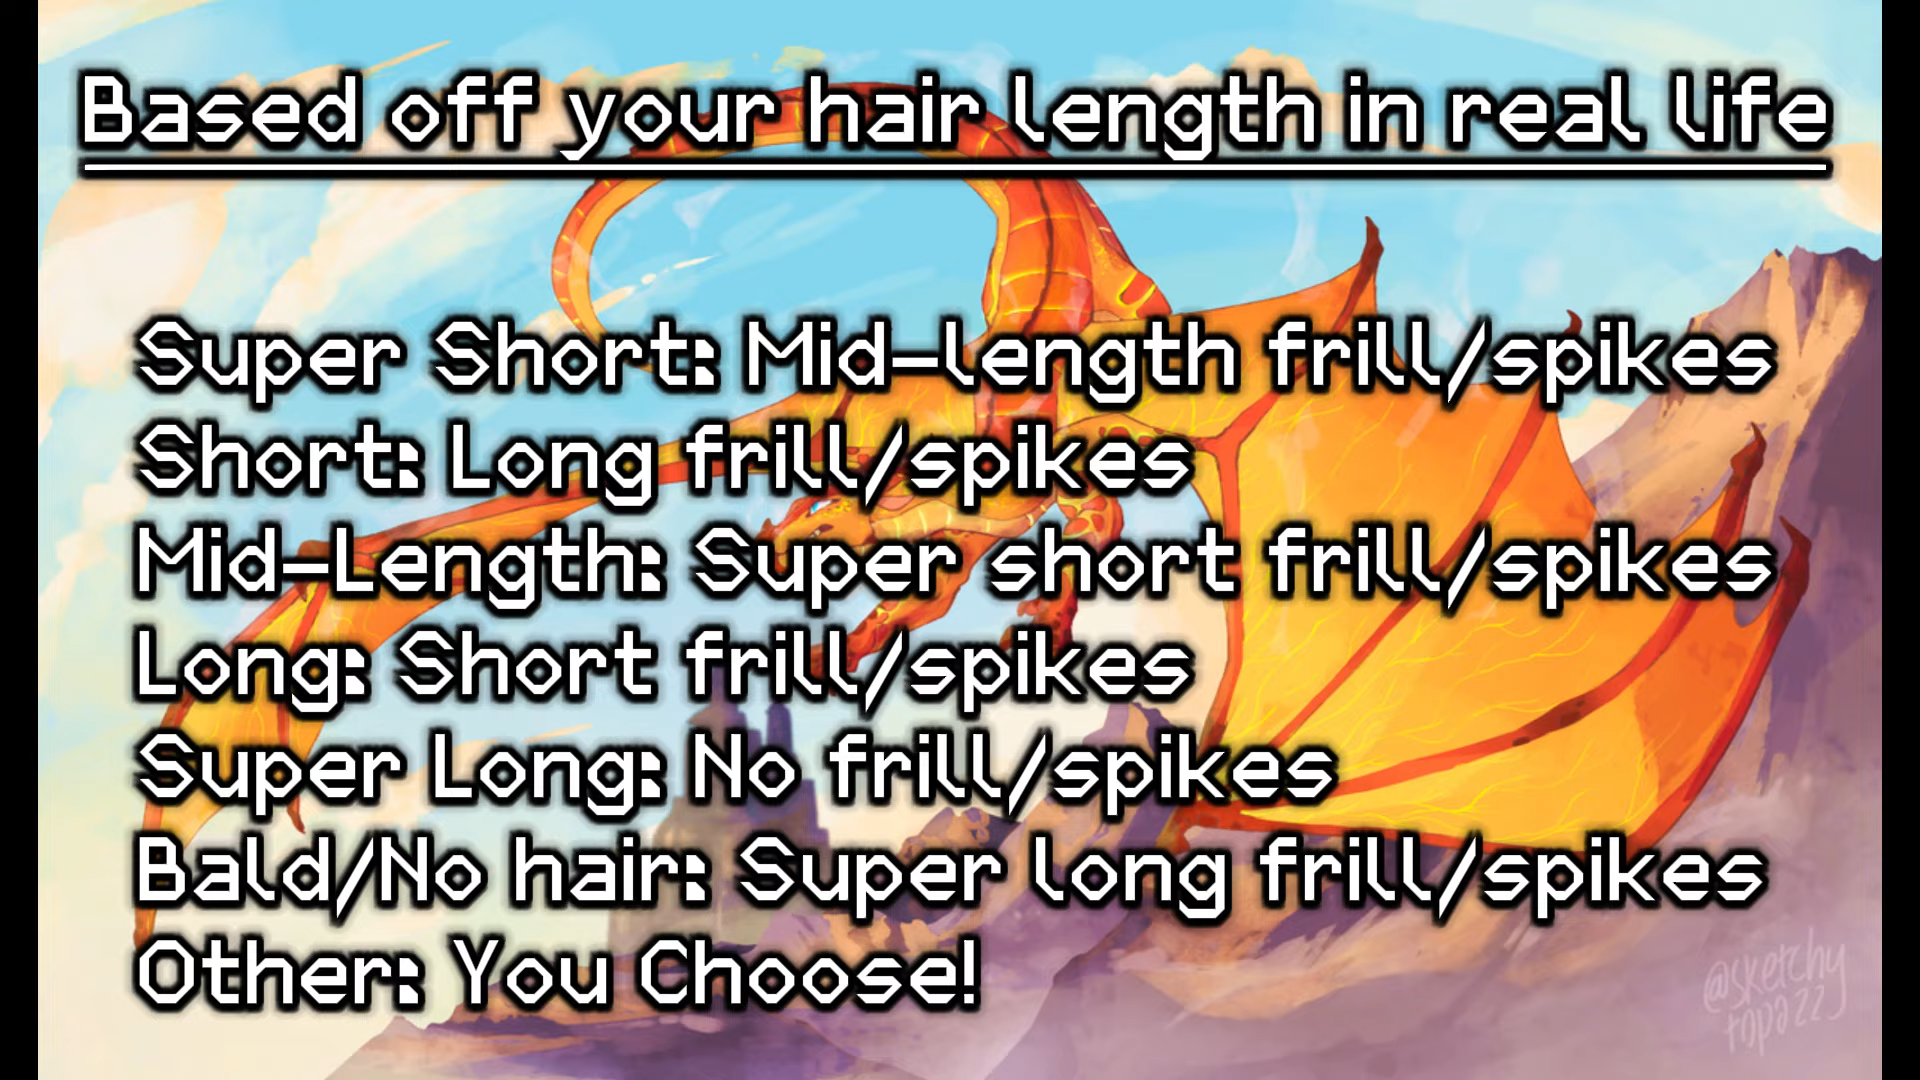 Based off your hair length in real life
Super Short: Mid-length frill/spikes
Short: Long frill/spikes
Mid-Length: Super short frill/spikes
Long: Short frill/spikes
Super Long: No frill/spikes
Bald/No hair: Super long frill/spikes
Other: You Choose!
@sketchy
topazz